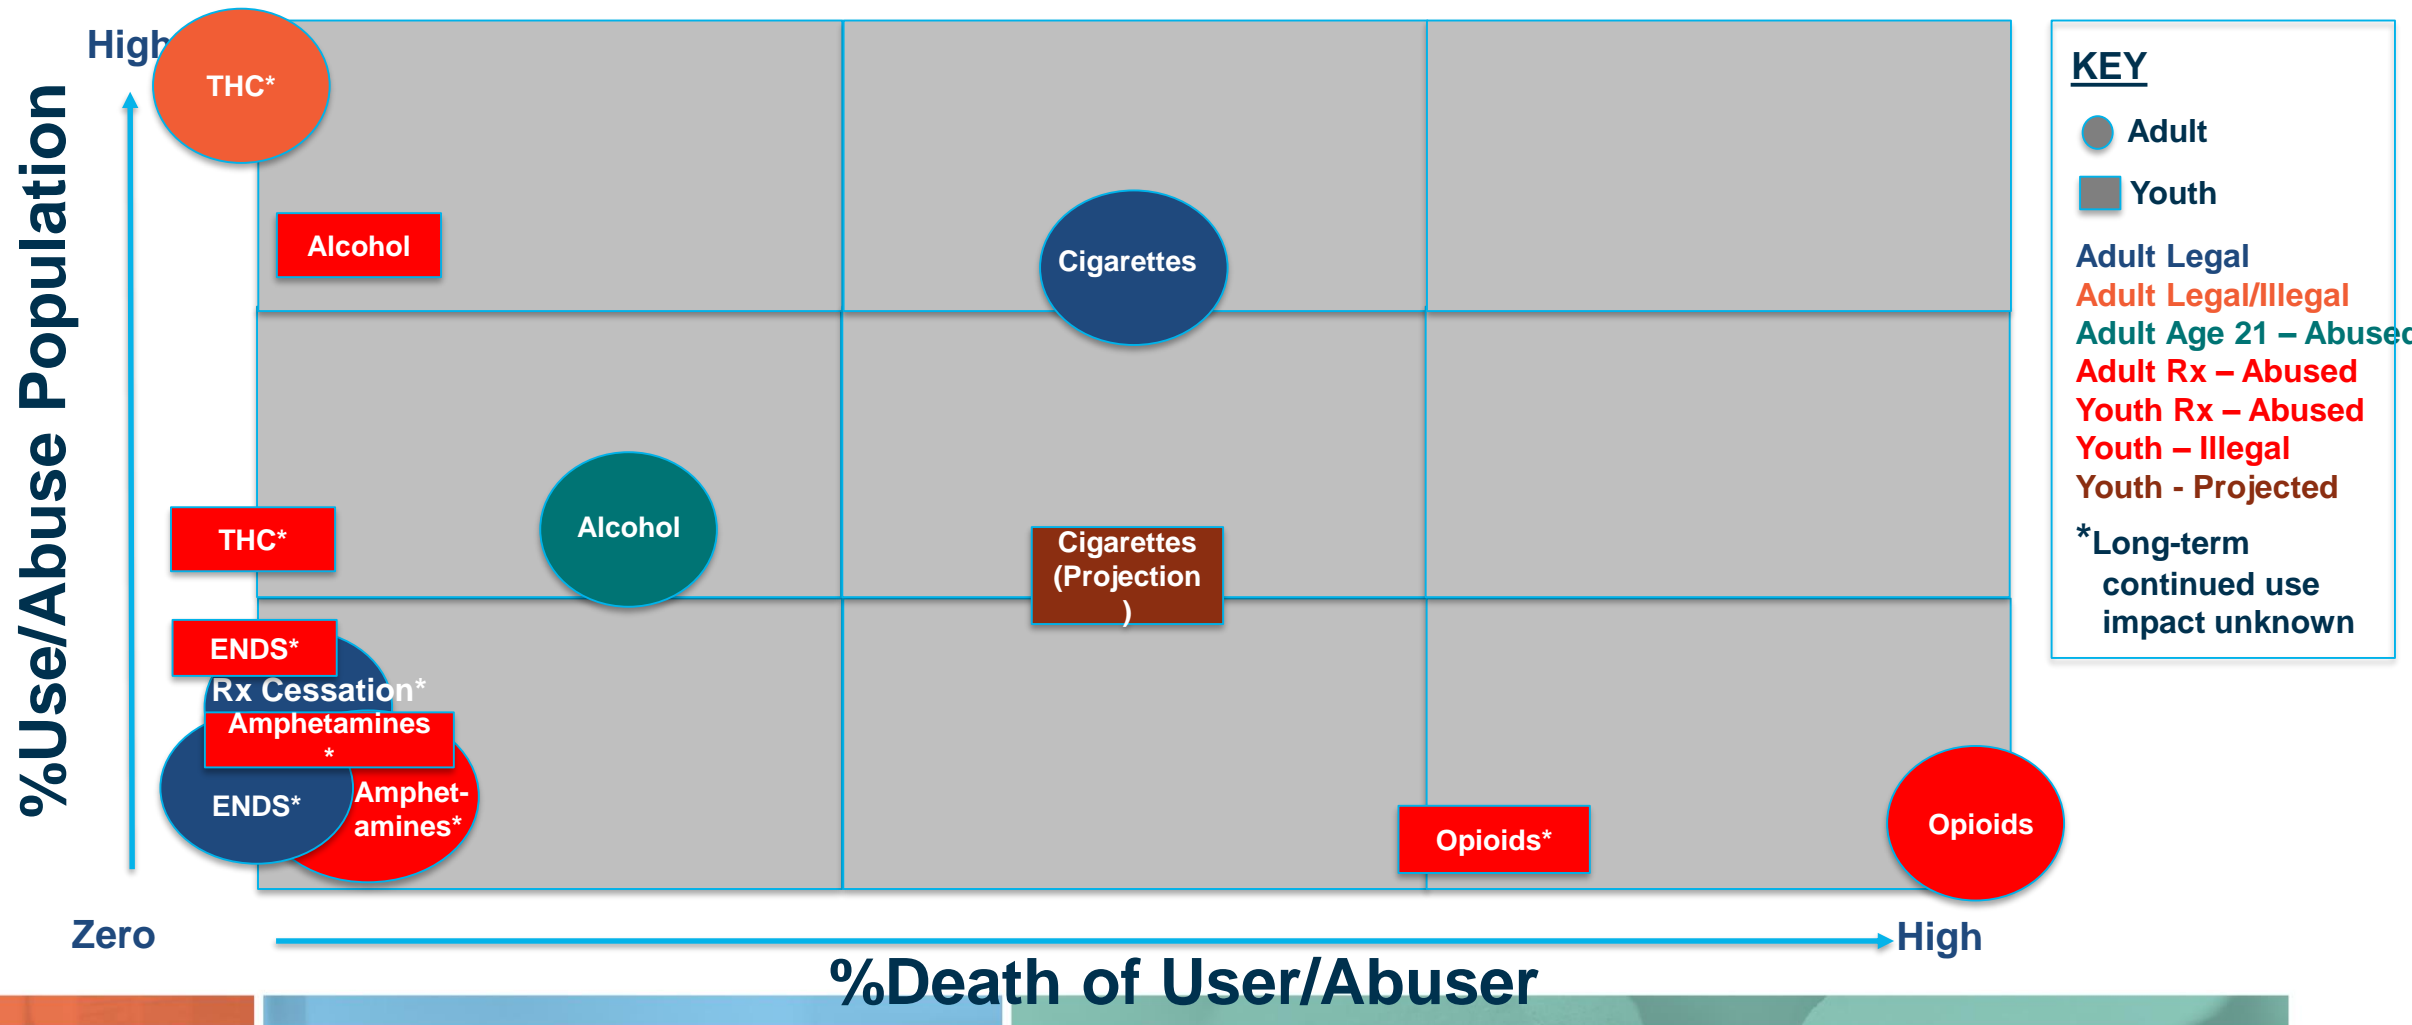 High
%Use/Abuse Population
THC*
Alcohol
Cigarettes
THC*
Alcohol
Cigarettes
(Projection
)
ENDS*
Rx Cessation*
Amphetamines
*
ENDS*
Amphet-
amines*
Opioids*
Opioids
Zero
High
%Death of User/Abuser
KEY
Adult
Youth
Adult Legal
Adult Legal/Illegal
Adult Age 21 – Abused
Adult Rx – Abused
Youth Rx – Abused
Youth – Illegal
Youth - Projected
*Long-term
continued use
impact unknown